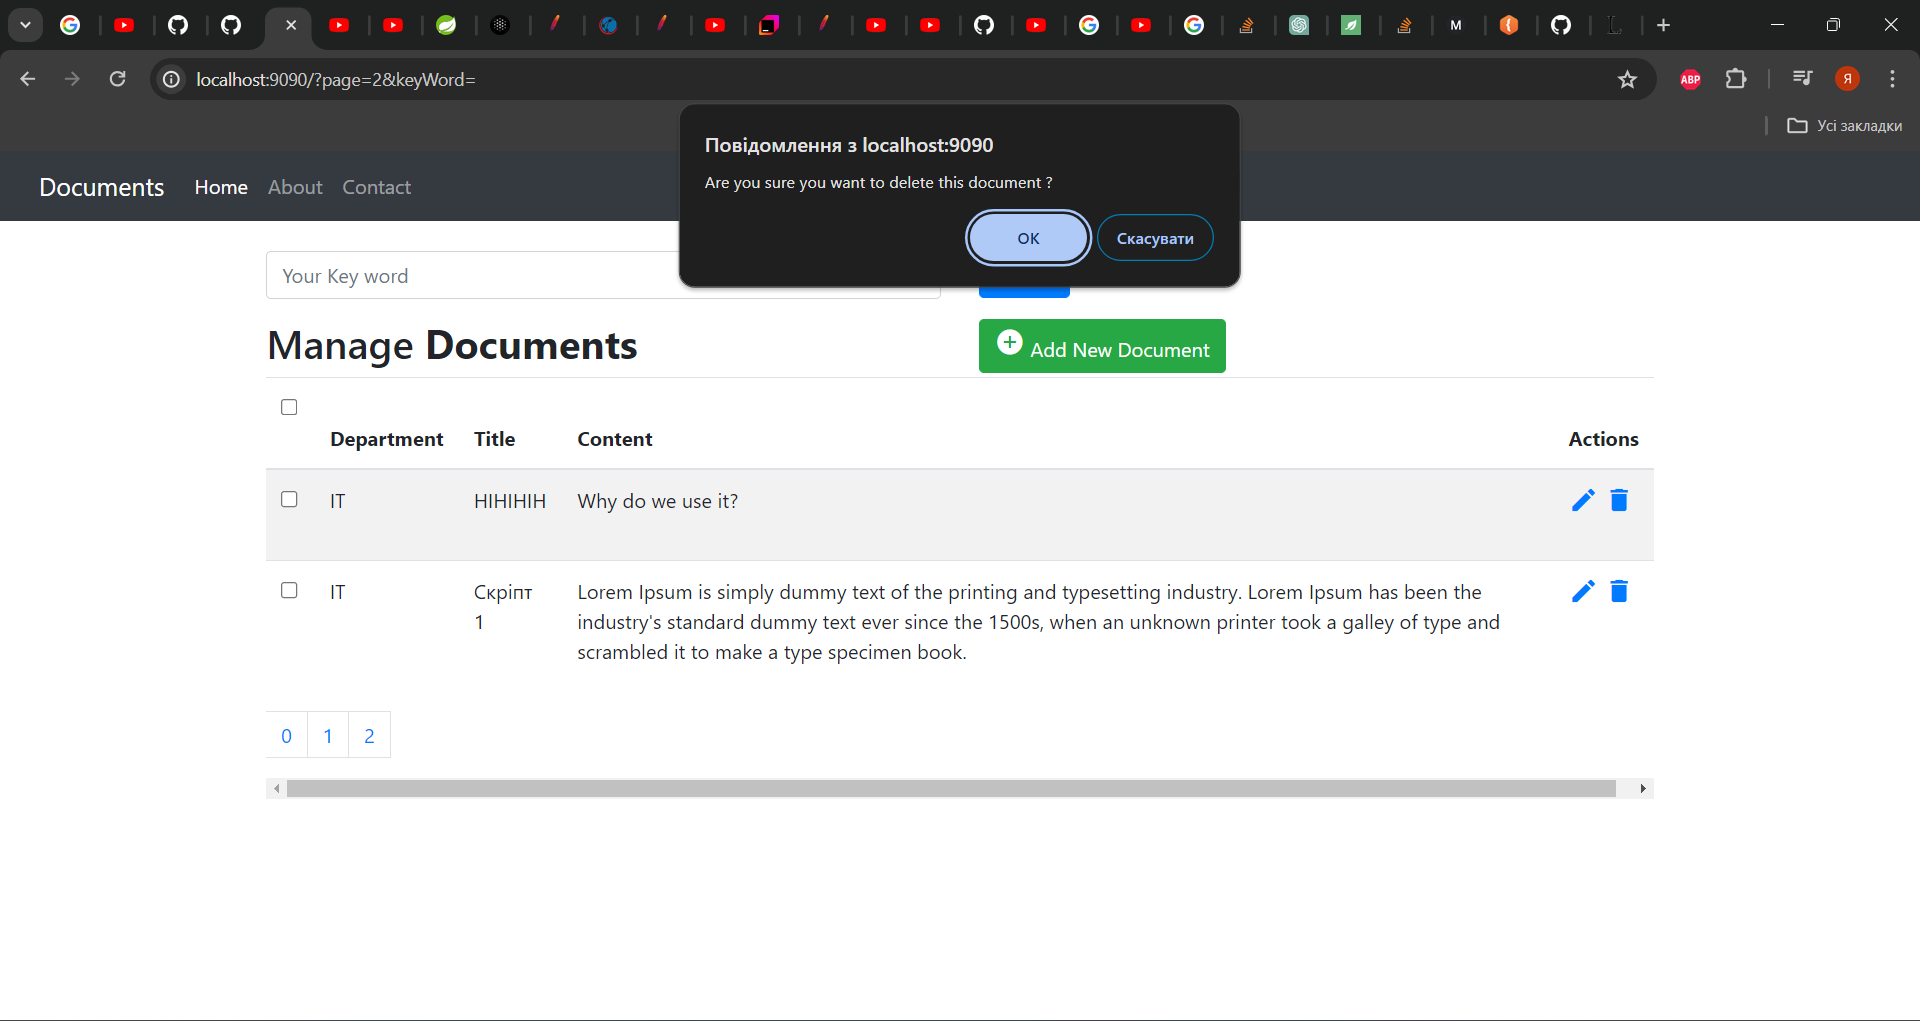 localhost:9090/?page=2&keyWord=
ABP
Я
Усі закладки
Повідомлення з localhost:9090
Are you sure you want to delete this document ?
OK
Скасувати
Documents
Home
About
Contact
Your Key word
Manage Documents
Add New Document
Department
Title
Content
Actions
IT
HIHIHIH
Why do we use it?
IT
Скріпт
1
Lorem Ipsum is simply dummy text of the printing and typesetting industry. Lorem Ipsum has been the
industry's standard dummy text ever since the 1500s, when an unknown printer took a galley of type and
scrambled it to make a type specimen book.
0
1
2